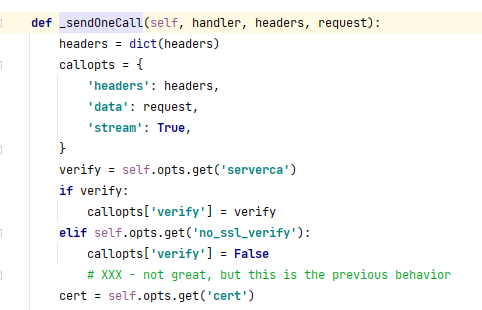 def _sendOneCall(self, handler, headers, request):
    headers = dict(headers)
    callopts = {
        'headers': headers,
        'data': request,
        'stream': True,
    }
    verify = self.opts.get('serverca')
    if verify:
        callopts['verify'] = verify
    elif self.opts.get('no_ssl_verify'):
        callopts['verify'] = False
        # XXX - not great, but this is the previous behavior
    cert = self.opts.get('cert')